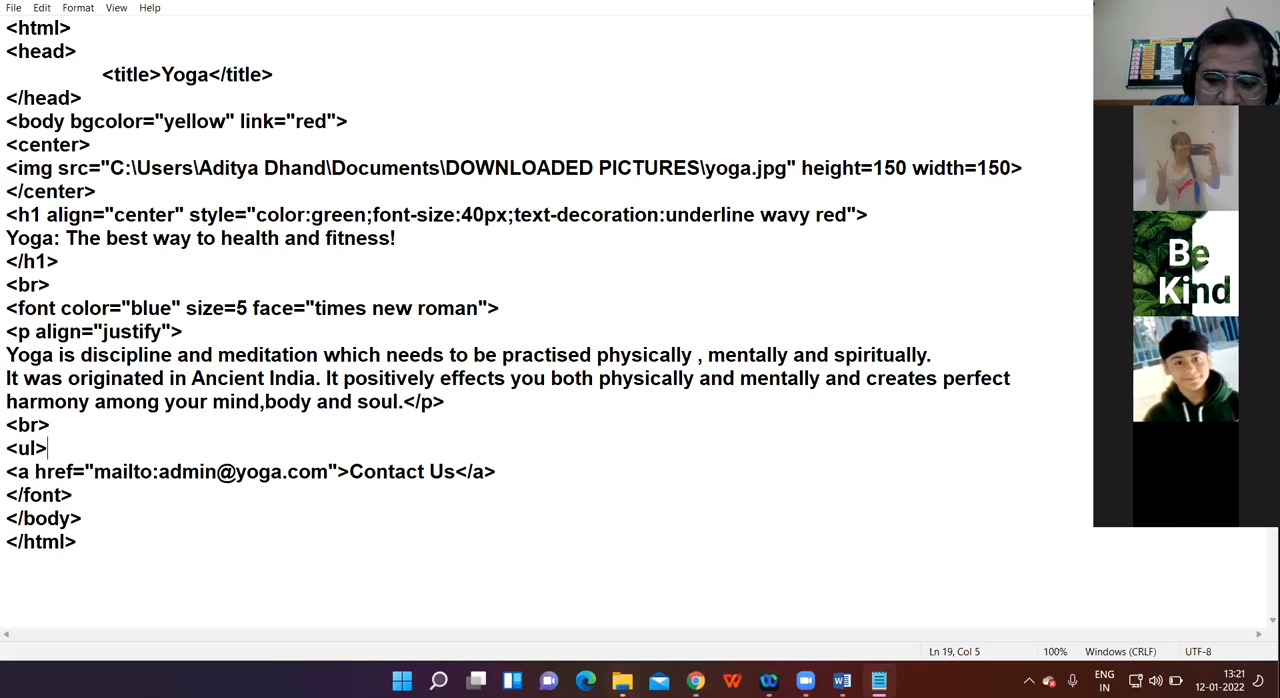 File Edit Format View Help
<html>
<head>
<title>Yoga</title>
</head>
<body bgcolor="yellow" link="red">
<center>
<img src="C:\Users\Aditya Dhand\Documents\DOWNLOADED PICTURES\yoga.jpg" height=150 width=150>
</center>
<h1 align="center" style="color:green;font-size:40px;text-decoration:underline wavy red">
Yoga: The best way to health and fitness!
</h1>
<br>
<font color="blue" size=5 face="times new roman">
<p align="justify">
Yoga is discipline and meditation which needs to be practised physically , mentally and spiritually.
It was originated in Ancient India. It positively effects you both physically and mentally and creates perfect
harmony among your mind,body and soul.</p>
<br>
<ul>
<a href="mailto:admin@yoga.com">Contact Us</a>
</font>
</body>
</html>
Be
Kind
Ln 19, Col 5 100% Windows (CRLF) UTF-8
ENG
IN
13:21
12-01-2022